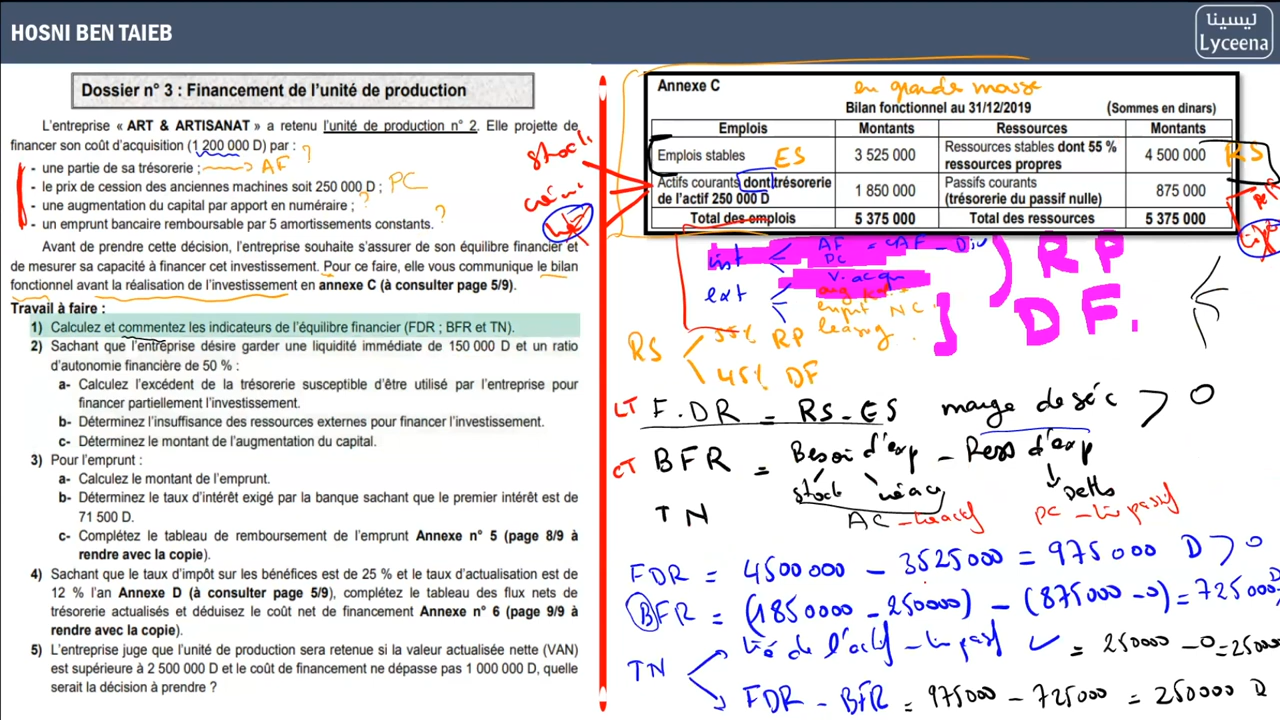 HOSNI BEN TAIEB
ليسينا
Lyceena
Dossier n° 3 : Financement de l'unité de production
L'entreprise « ART & ARTISANAT » a retenu l'unité de production n° 2. Elle projette de
financer son coût d'acquisition (1 200 000 D) par : ?
- une partie de sa trésorerie ; AF
- le prix de cession des anciennes machines soit 250 000 D ; PC
- une augmentation du capital par apport en numéraire ; ?
- un emprunt bancaire remboursable par 5 amortissements constants. ?
Avant de prendre cette décision, l'entreprise souhaite s'assurer de son équilibre financier et
de mesurer sa capacité à financer cet investissement. Pour ce faire, elle vous communique le bilan
fonctionnel avant la réalisation de l'investissement en annexe C (à consulter page 5/9).
Travail à faire :
1) Calculez et commentez les indicateurs de l'équilibre financier (FDR ; BFR et TN).
2) Sachant que l'entreprise désire garder une liquidité immédiate de 150 000 D et un ratio
d'autonomie financière de 50 % :
a- Calculez l'excédent de la trésorerie susceptible d'être utilisé par l'entreprise pour
financer partiellement l'investissement.
b- Déterminez l'insuffisance des ressources externes pour financer l'investissement.
c- Déterminez le montant de l'augmentation du capital.
3) Pour l'emprunt :
a- Calculez le montant de l'emprunt.
b- Déterminez le taux d'intérêt exigé par la banque sachant que le premier intérêt est de
71 500 D.
c- Complétez le tableau de remboursement de l'emprunt Annexe n° 5 (page 8/9 à
rendre avec la copie).
4) Sachant que le taux d'impôt sur les bénéfices est de 25 % et le taux d'actualisation est de
12 % l'an Annexe D (à consulter page 5/9), complétez le tableau des flux nets de
trésorerie actualisés et déduisez le coût net de financement Annexe n° 6 (page 9/9 à
rendre avec la copie).
5) L'entreprise juge que l'unité de production sera retenue si la valeur actualisée nette (VAN)
est supérieure à 2 500 000 D et le coût de financement ne dépasse pas 1 000 000 D, quelle
serait la décision à prendre ?
Annexe C en grande masse
Bilan fonctionnel au 31/12/2019 (Sommes en dinars)
Emplois Montants Ressources Montants
Emplois stables ES 3 525 000 Ressources stables dont 55 % ressources propres 4 500 000 RS
Actifs courants dont trésorerie de l'actif 250 000 D 1 850 000 Passifs courants (trésorerie du passif nulle) 875 000
Total des emplois 5 375 000 Total des ressources 5 375 000
stock
int AF = CAF - Div
PC
V. acqu
RP
ext
empt NC
leasing
DF.
RS 55% RP
45% DF
LT F.DR = RS - ES marge de séc > 0
CT BFR = Besoin d'exp - Ress d'exp
stock
Dettes
TN AC
PC
FDR = 4500000 - 3525000 = 975000 D > 0
BFR = (1850000 - 250000) - (875000 - 0) = 725000 D
TN
= 250000 - 0 = 25000
FDR - BFR = 975000 - 725000 = 250000 D